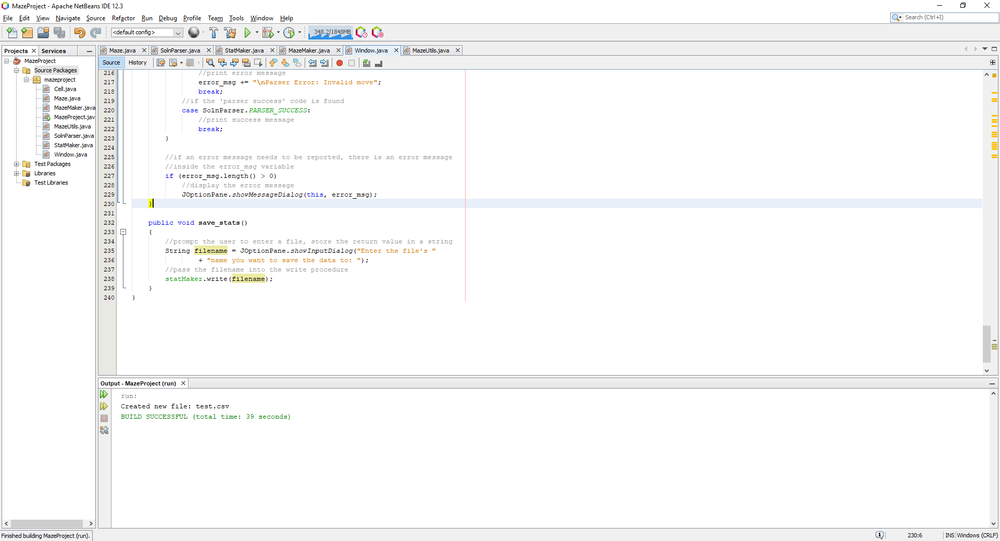 MazeProject - Apache NetBeans IDE 12.3
File Edit View Navigate Source Refactor Run Debug Profile Team Tools Window Help
Search (Ctrl+I)
<default config>
348.2/1848MB
Projects
Services
MazeProject
Source Packages
mazeproject
Cell.java
Maze.java
MazeMaker.java
MazeProject.jav
MazeUtils.java
SolnParser.java
StatMaker.java
Window.java
Test Packages
Libraries
Test Libraries
Maze.java SolnParser.java StatMaker.java MazeMaker.java Window.java MazeUtils.java
Source History
216 //print error message
217 error_msg += "\nParser Error: Invalid move";
218 break;
219 //if the 'parser success' code is found
220 case SolnParser.PARSER_SUCCESS:
221 //print success message
222 break;
223 }
224
225 //if an error message needs to be reported, there is an error message
226 //inside the error_msg variable
227 if (error_msg.length() > 0)
228 //display the error message
229 JOptionPane.showMessageDialog(this, error_msg);
230 }
231
232 public void save_stats()
233 {
234 //prompt the user to enter a file, store the return value in a string
235 String filename = JOptionPane.showInputDialog("Enter the file's "
236 + "name you want to save the data to: ");
237 //pass the filename into the write procedure
238 statMaker.write(filename);
239 }
240 }
Output - MazeProject (run)
run:
Created new file: test.csv
BUILD SUCCESSFUL (total time: 39 seconds)
Finished building MazeProject (run).
1
230:6
INS
Windows (CRLF)